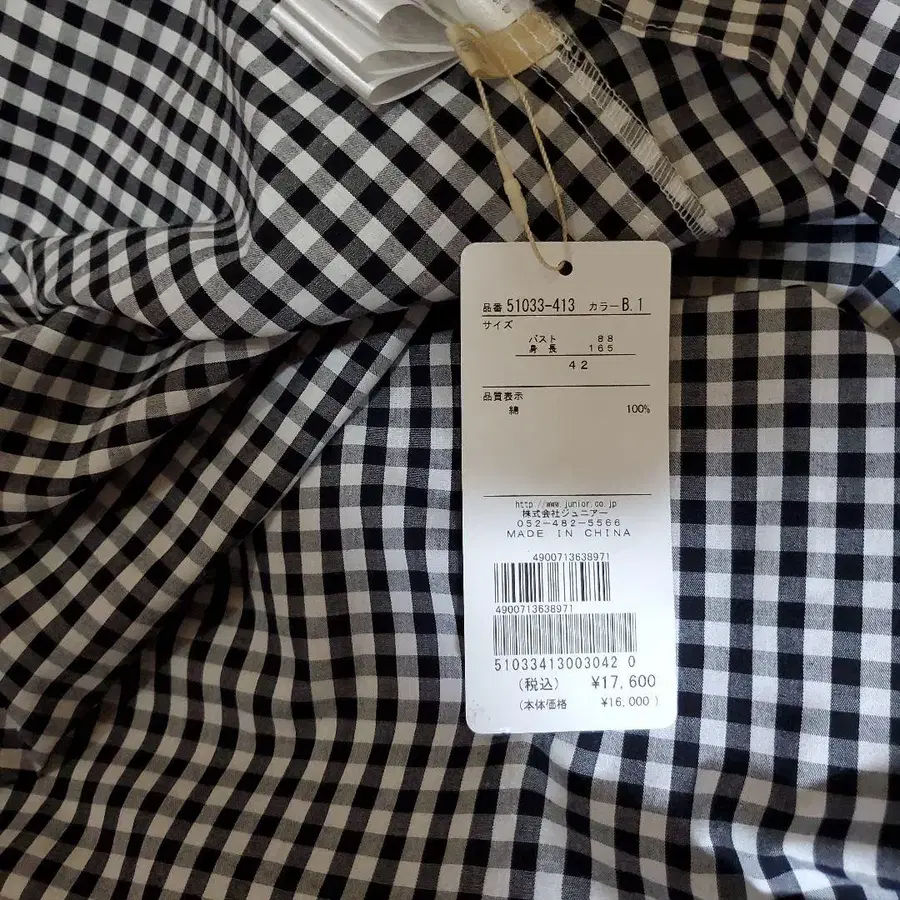 品番 51033-413 カラー B.1
サイズ
バスト 88
身長 165
42
品質表示
綿 100%
http://www.junior.co.jp
株式会社ジュニアー
052-482-5566
MADE IN CHINA
4900713638971
4900713638971
51033413003042 0
(税込) ¥17,600
(本体価格 ¥16,000)